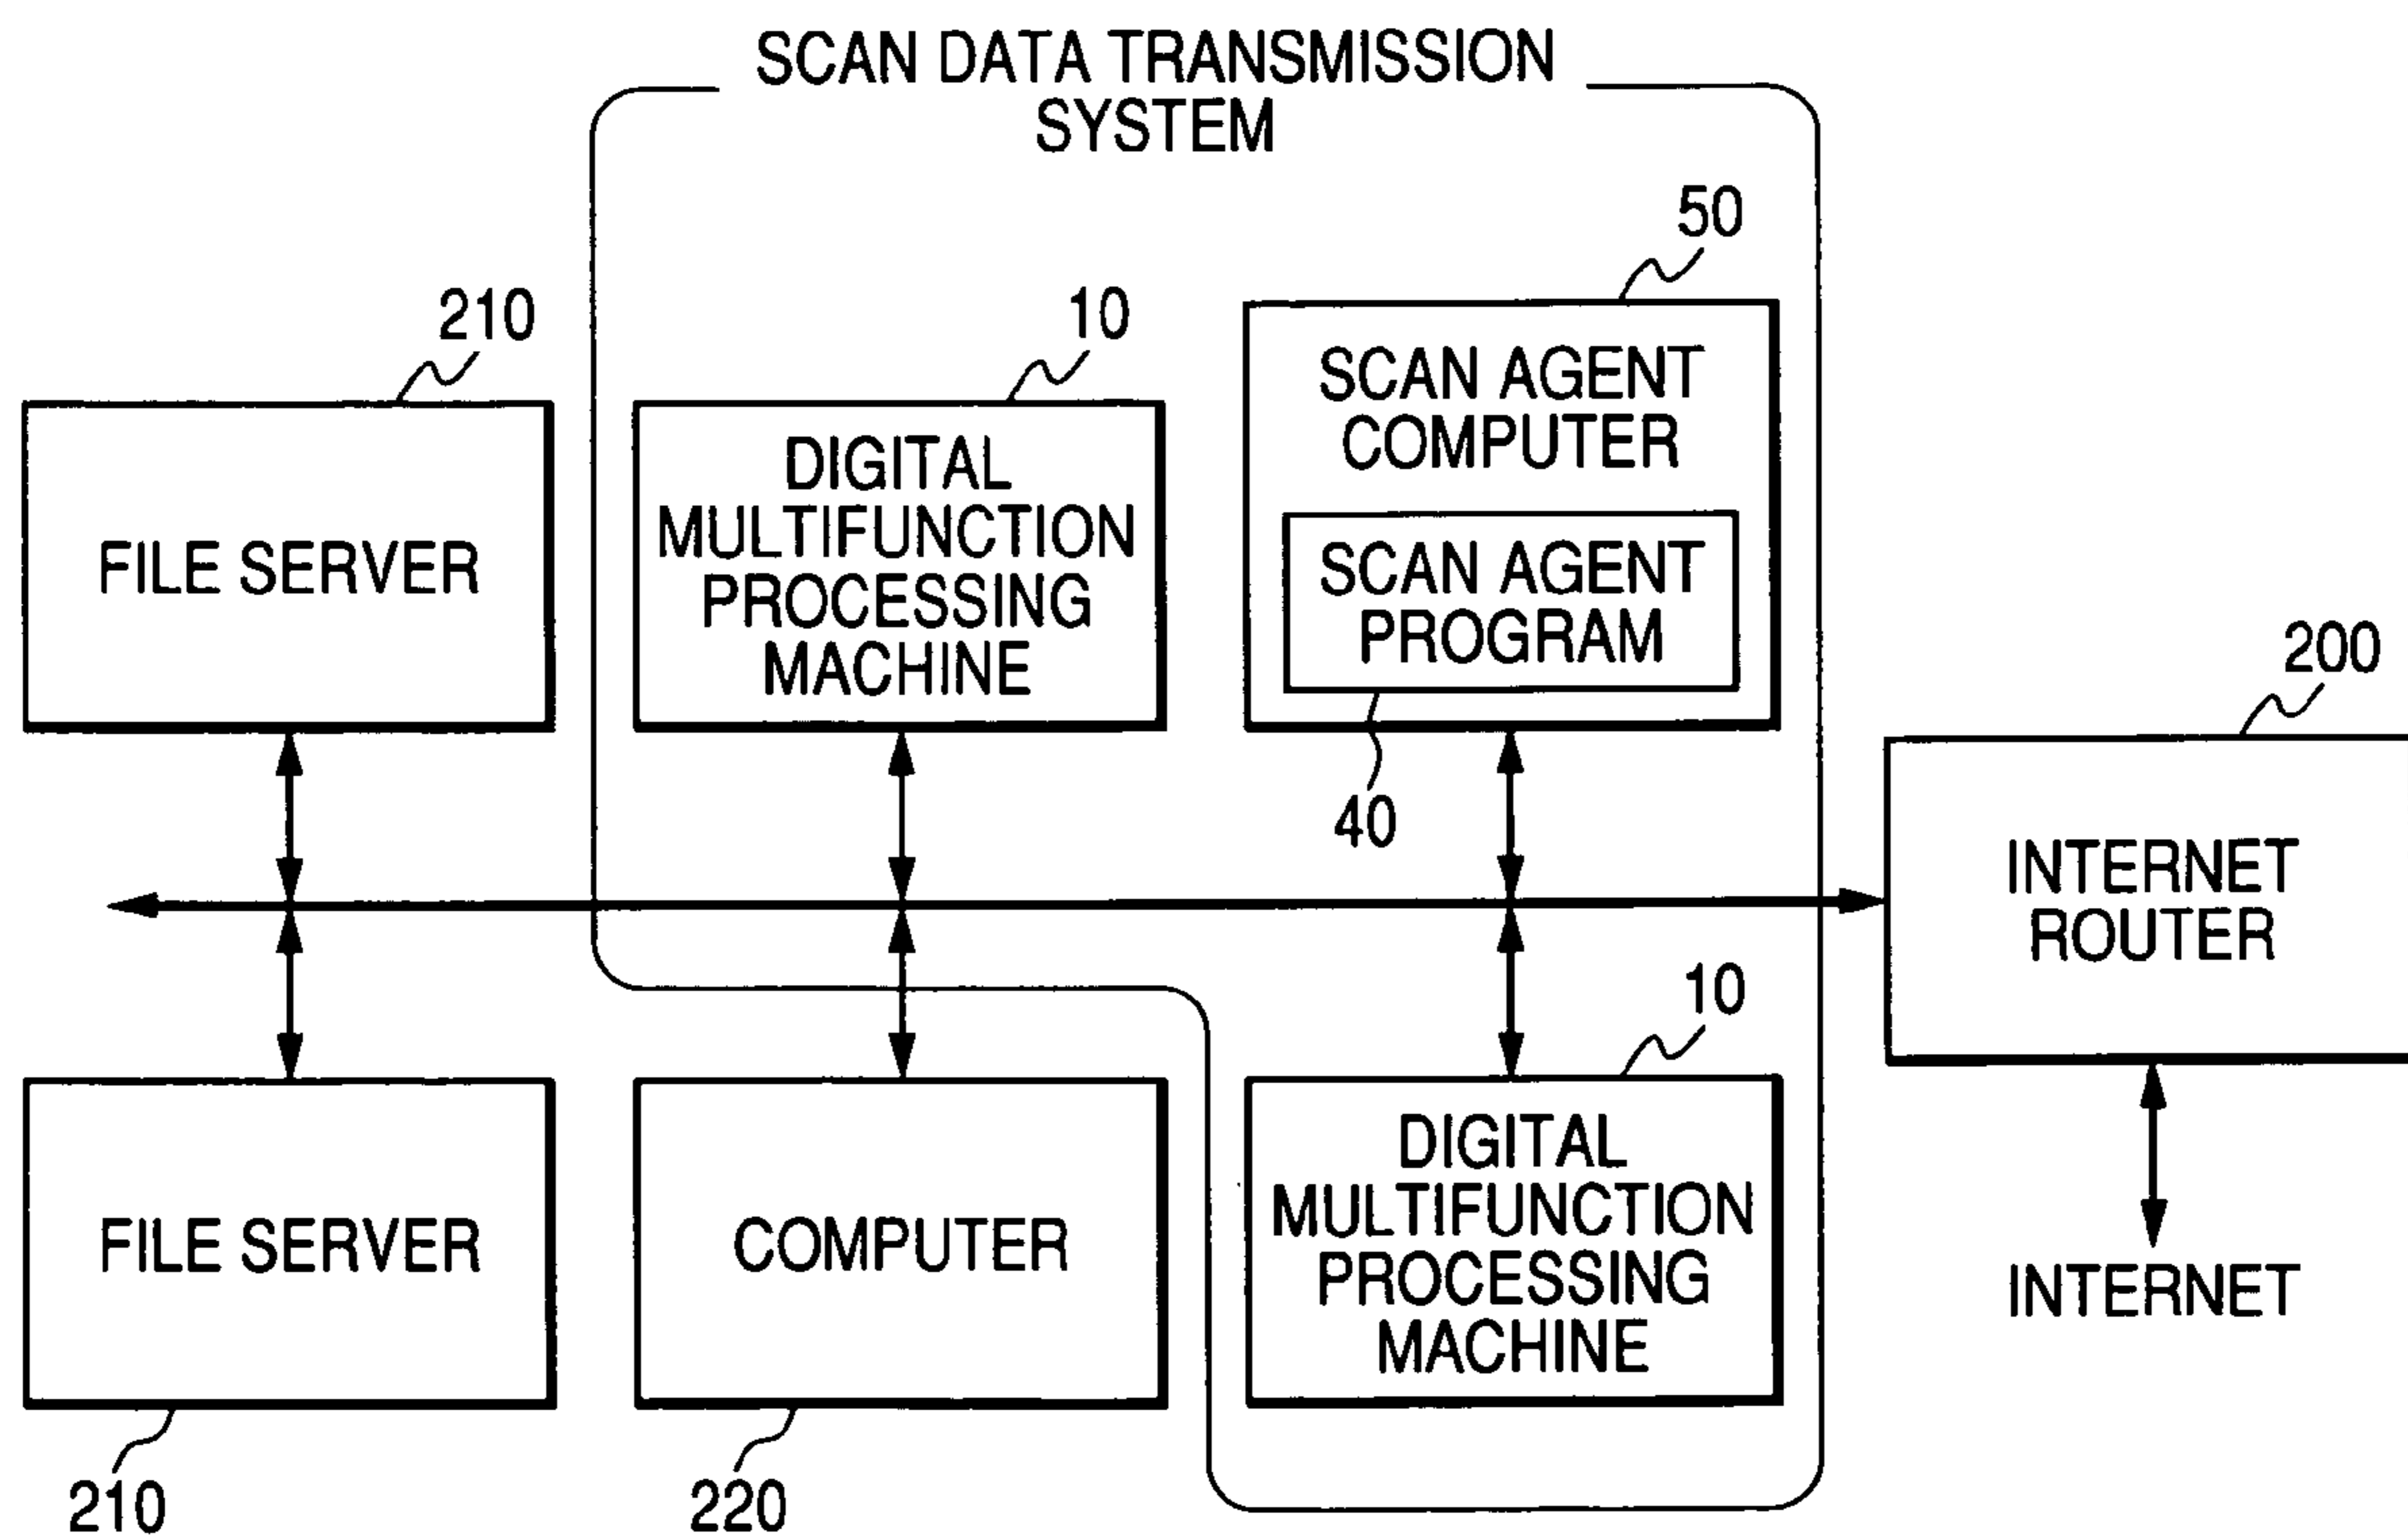 SCAN DATA TRANSMISSION
SYSTEM
50
210
10
SCAN AGENT
COMPUTER
DIGITAL
MULTIFUNCTION
PROCESSING
MACHINE
FILE SERVER
SCAN AGENT
PROGRAM
200
40
INTERNET
ROUTER
10
DIGITAL
MULTIFUNCTION
PROCESSING
MACHINE
FILE SERVER
COMPUTER
INTERNET
210
220